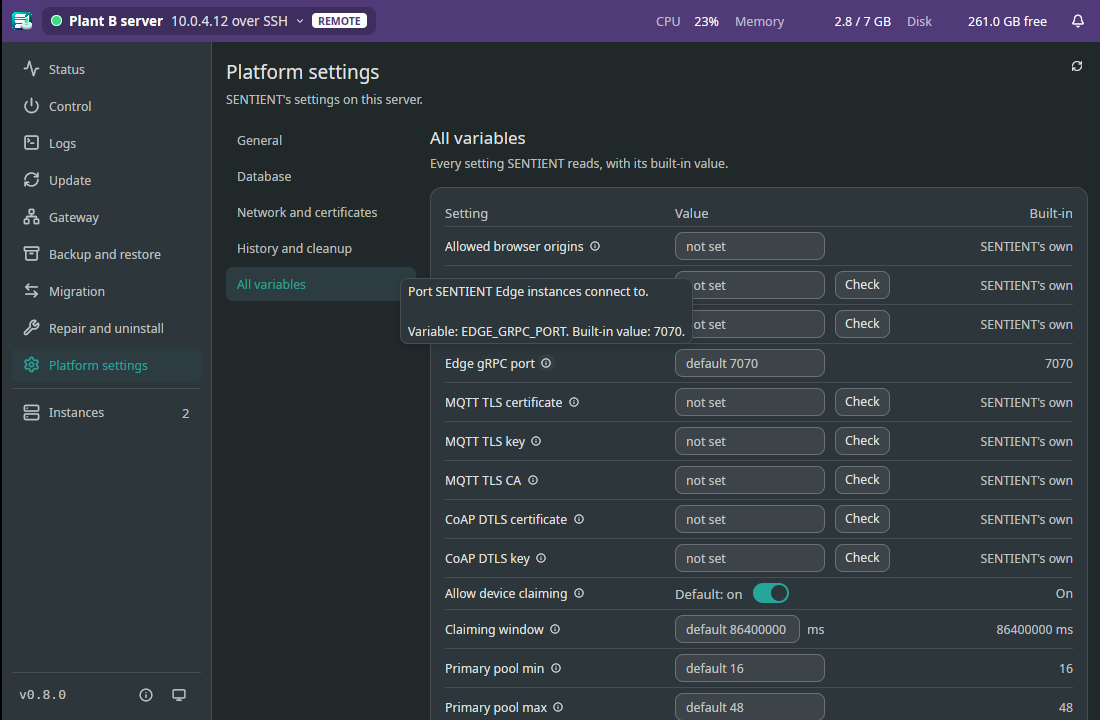 Plant B server 10.0.4.12 over SSH REMOTE CPU 23% Memory 2.8 / 7 GB Disk 261.0 GB free
Status
Control
Logs
Update
Gateway
Backup and restore
Migration
Repair and uninstall
Platform settings
Instances 2
v0.8.0
Platform settings
SENTIENT's settings on this server.
General
Database
Network and certificates
History and cleanup
All variables
All variables
Every setting SENTIENT reads, with its built-in value.
Setting Value Built-in
Allowed browser origins not set SENTIENT's own
ot set Check SENTIENT's own
ot set Check SENTIENT's own
Port SENTIENT Edge instances connect to.
Variable: EDGE_GRPC_PORT. Built-in value: 7070.
Edge gRPC port default 7070 7070
MQTT TLS certificate not set Check SENTIENT's own
MQTT TLS key not set Check SENTIENT's own
MQTT TLS CA not set Check SENTIENT's own
CoAP DTLS certificate not set Check SENTIENT's own
CoAP DTLS key not set Check SENTIENT's own
Allow device claiming Default: on On
Claiming window default 86400000 ms 86400000 ms
Primary pool min default 16 16
Primary pool max default 48 48